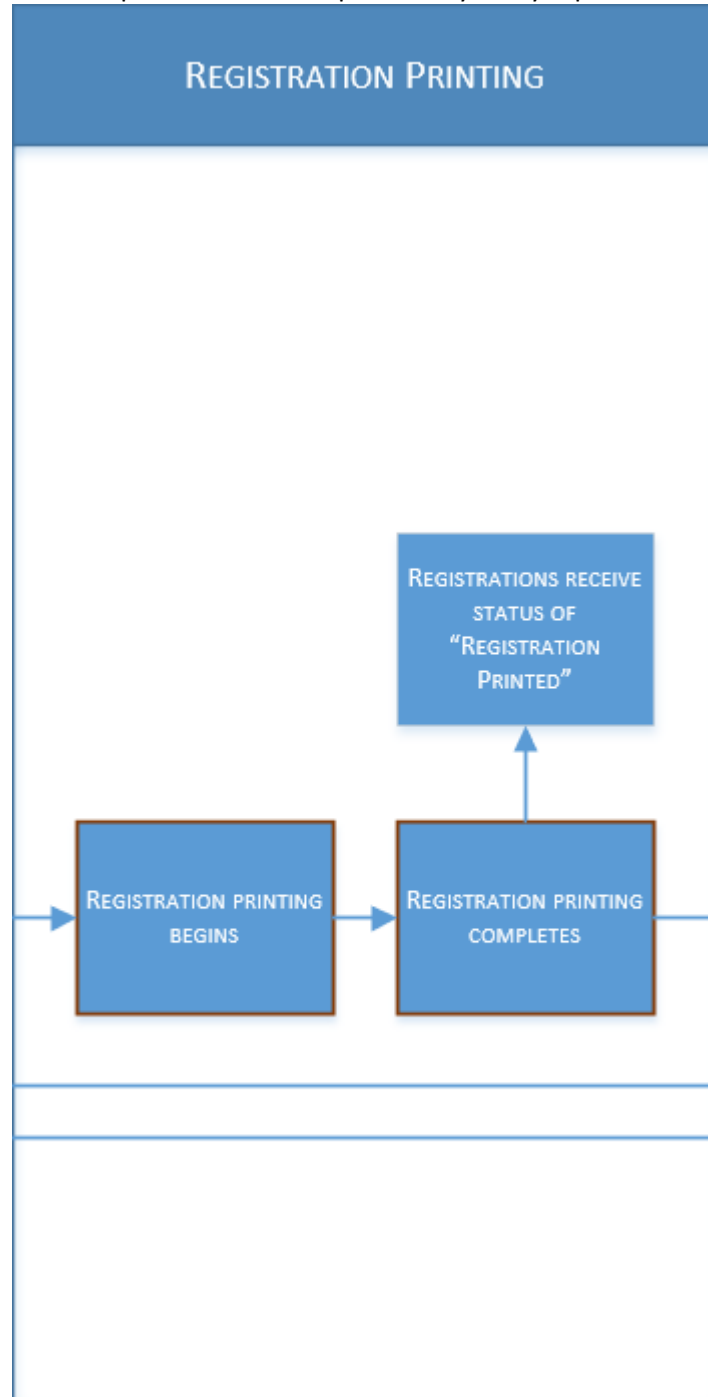 REGISTRATION PRINTING
REGISTRATIONS RECEIVE
STATUS OF
“REGISTRATION
PRINTED”
REGISTRATION PRINTING
BEGINS
REGISTRATION PRINTING
COMPLETES